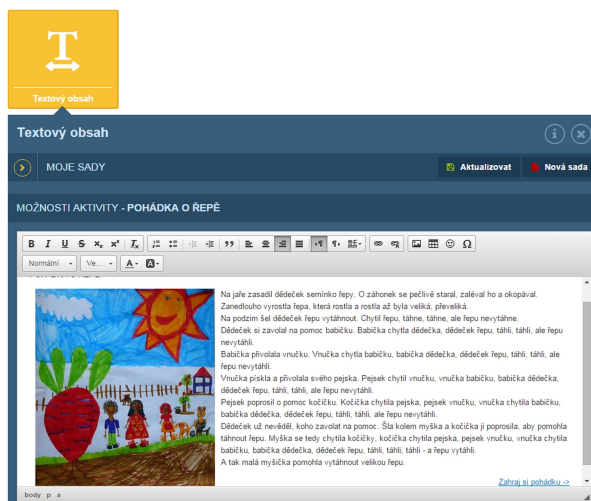 T
Textový obsah
Textový obsah
MOJE SADY
Aktualizovat
Nová sada
MOŽNOSTI AKTIVITY - POHÁDKA O ŘEPĚ
B I U S x₂ x² Tx
Normální
Ve...
A
A
Na jaře zasadil dědeček semínko řepy. O záhonek se pečlivě staral, zaléval ho a okopával.
Zanedlouho vyrostla řepa, která rostla a rostla až byla veliká, převeliká.
Na podzim šel dědeček řepu vytáhnout. Chytil řepu, táhne, táhne, ale řepu nevytáhne.
Dědeček si zavolal na pomoc babičku. Babička chytla dědečka, dědeček řepu, táhli, táhli, ale řepu
nevytáhli.
Babička přivolala vnučku. Vnučka chytla babičku, babička dědečka, dědeček řepu, táhli, táhli, ale
řepu nevytáhli.
Vnučka pískla a přivolala svého pejska. Pejsek chytil vnučku, vnučka babičku, babička dědečka,
dědeček řepu, táhli, táhli, ale řepu nevytáhli.
Pejsek poprosil o pomoc kočičku. Kočička chytila pejska, pejsek vnučku, vnučka chytila babičku,
babička dědečka, dědeček řepu, táhli, táhli, ale řepu nevytáhli.
Dědeček už nevěděl, koho zavolat na pomoc. Šla kolem myška a kočička ji poprosila, aby pomohla
táhnout řepu. Myška se tedy chytila kočičky, kočička chytila pejska, pejsek vnučku, vnučka chytila
babičku, babička dědečka, dědeček řepu, táhli, táhli, táhli - a řepu vytáhli.
A tak malá myšička pomohla vytáhnout velikou řepu.
Zahraj si pohádku ->
body p a